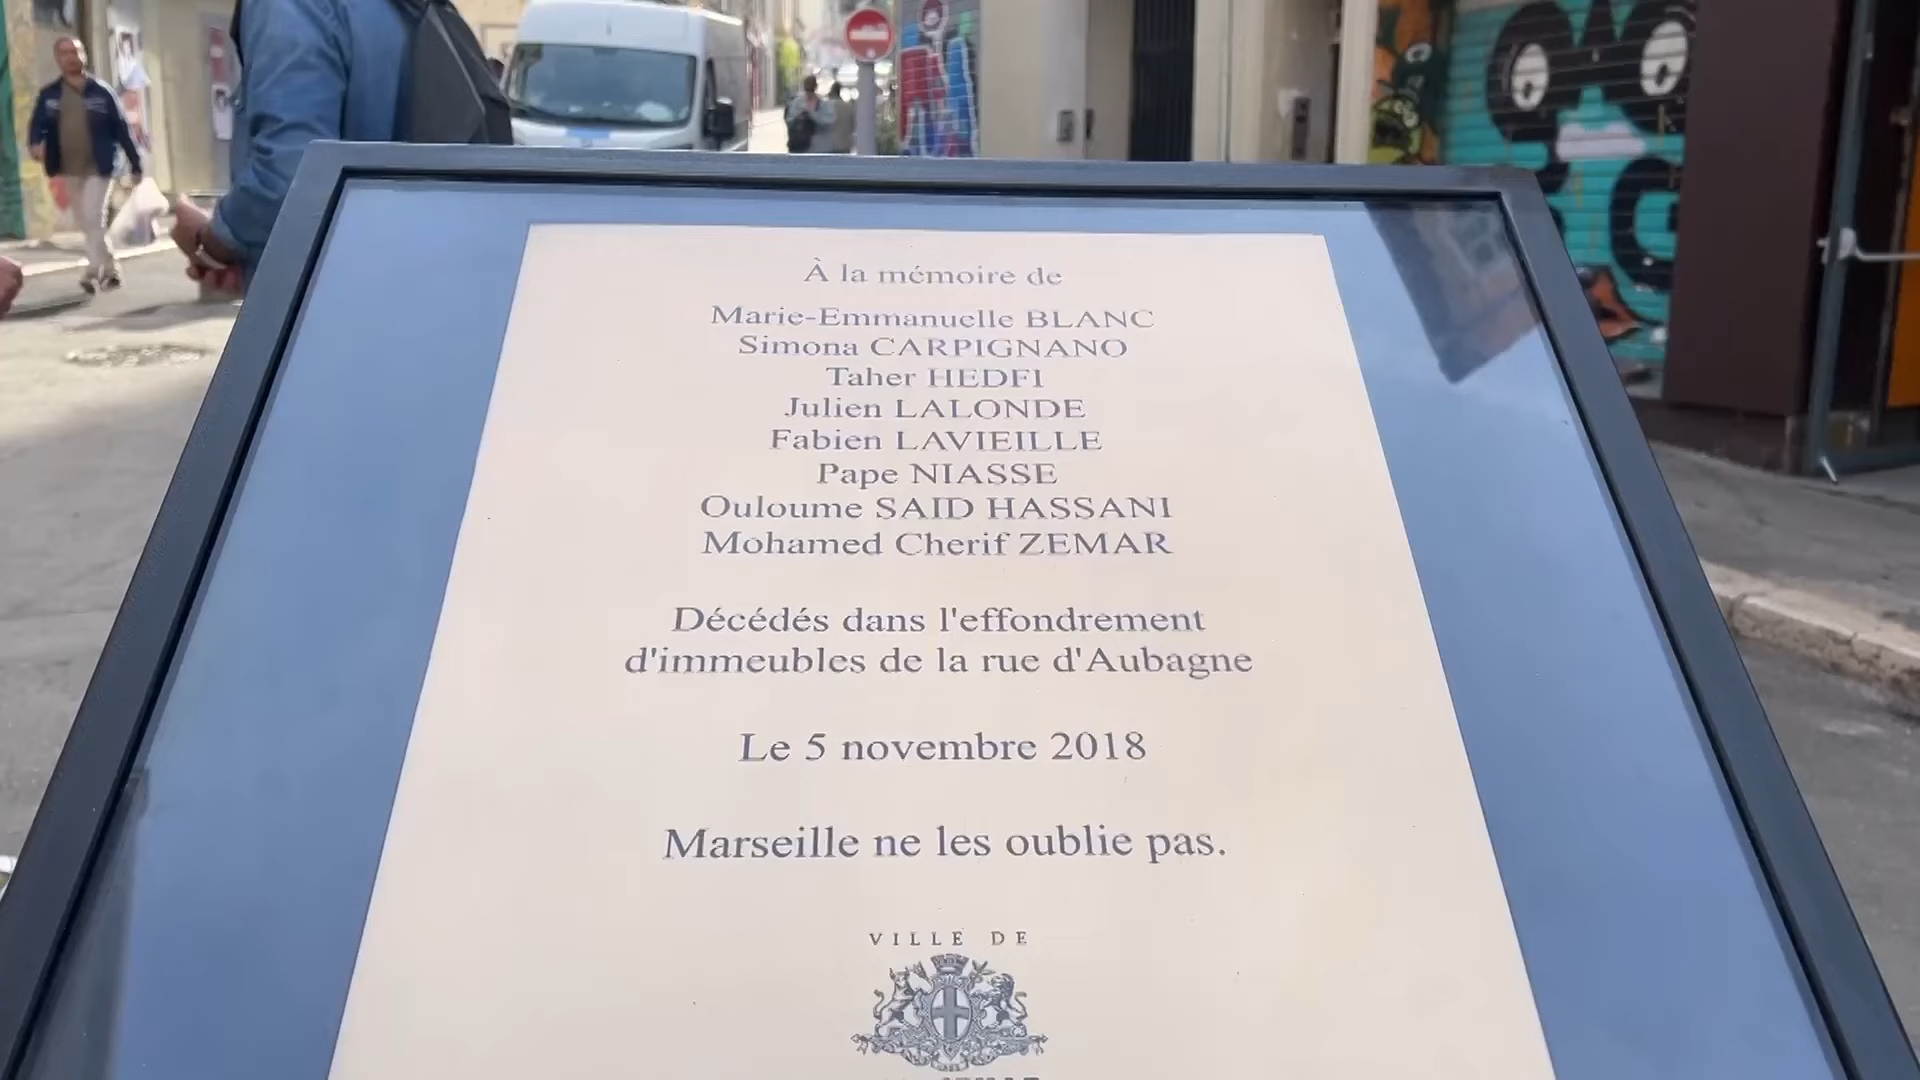 À la mémoire de
Marie-Emmanuelle BLANC
Simona CARPIGNANO
Taher HEDFI
Julien LALONDE
Fabien LAVIEILLE
Pape NIASSE
Ouloume SAID HASSANI
Mohamed Cherif ZEMAR
Décédés dans l'effondrement
d'immeubles de la rue d'Aubagne
Le 5 novembre 2018
Marseille ne les oublie pas.
VILLE DE